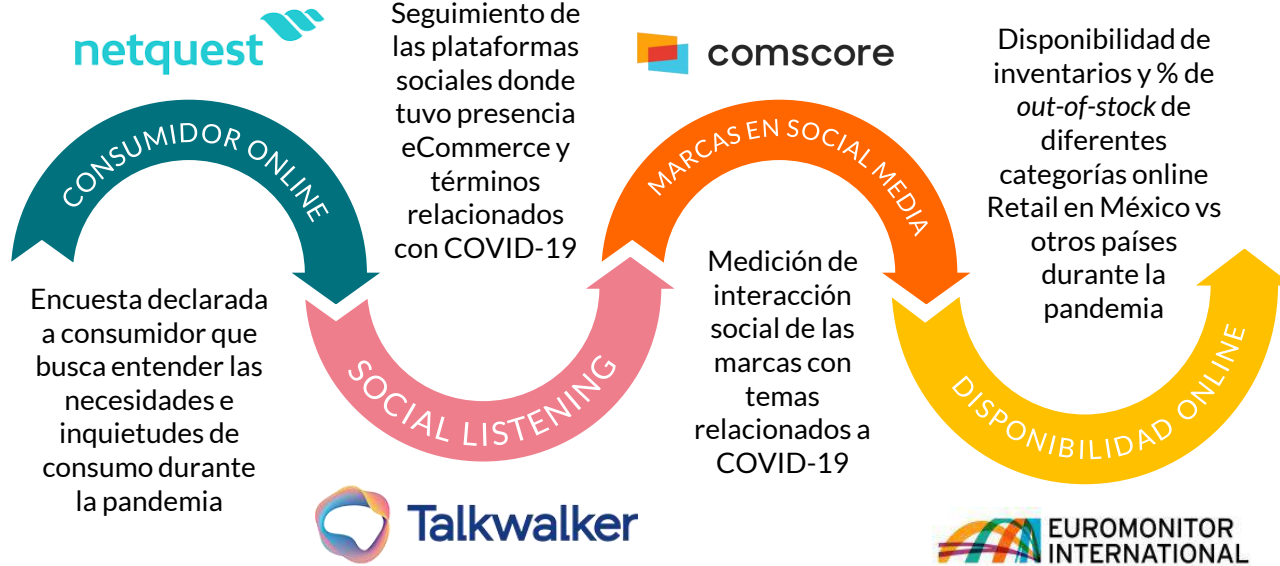 netquest
CONSUMIDOR ONLINE
Encuesta declarada
a consumidor que
busca entender las
necesidades e
inquietudes de
consumo durante
la pandemia
Seguimiento de
las plataformas
sociales donde
tuvo presencia
eCommerce y
términos
relacionados
con COVID-19
SOCIAL LISTENING
Talkwalker
comscore
MARCAS EN SOCIAL MEDIA
Medición de
interacción
social de las
marcas con
temas
relacionados a
COVID-19
Disponibilidad de
inventarios y % de
out-of-stock de
diferentes
categorías online
Retail en México vs
otros países
durante la
pandemia
DISPONIBILIDAD ONLINE
EUROMONITOR
INTERNATIONAL